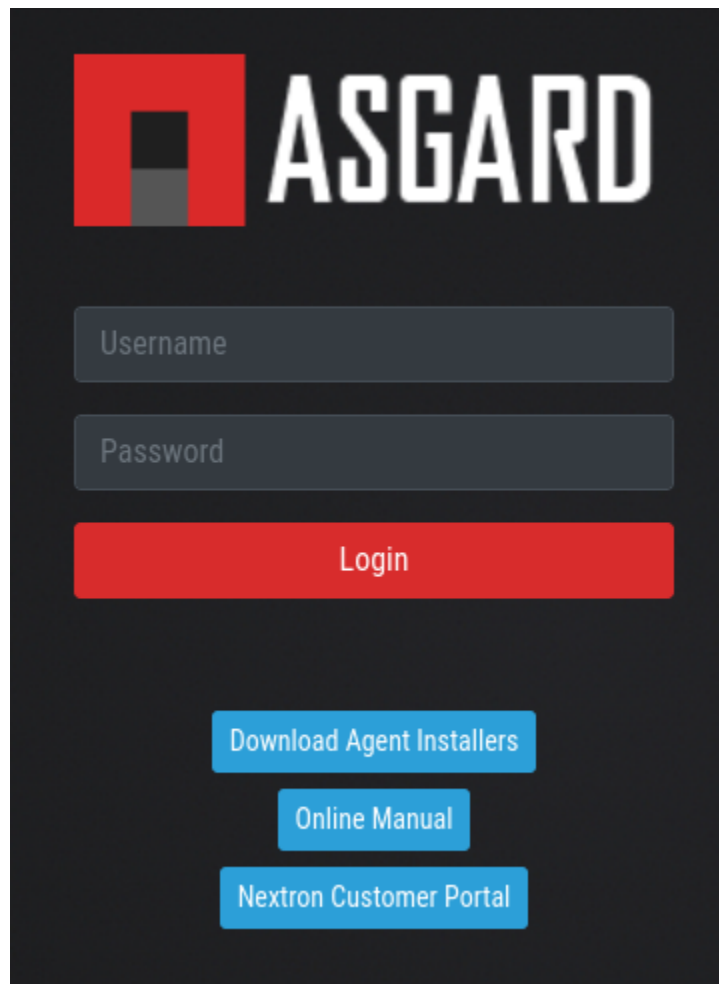 ASGARD
Username
Password
Login
Download Agent Installers
Online Manual
Nextron Customer Portal